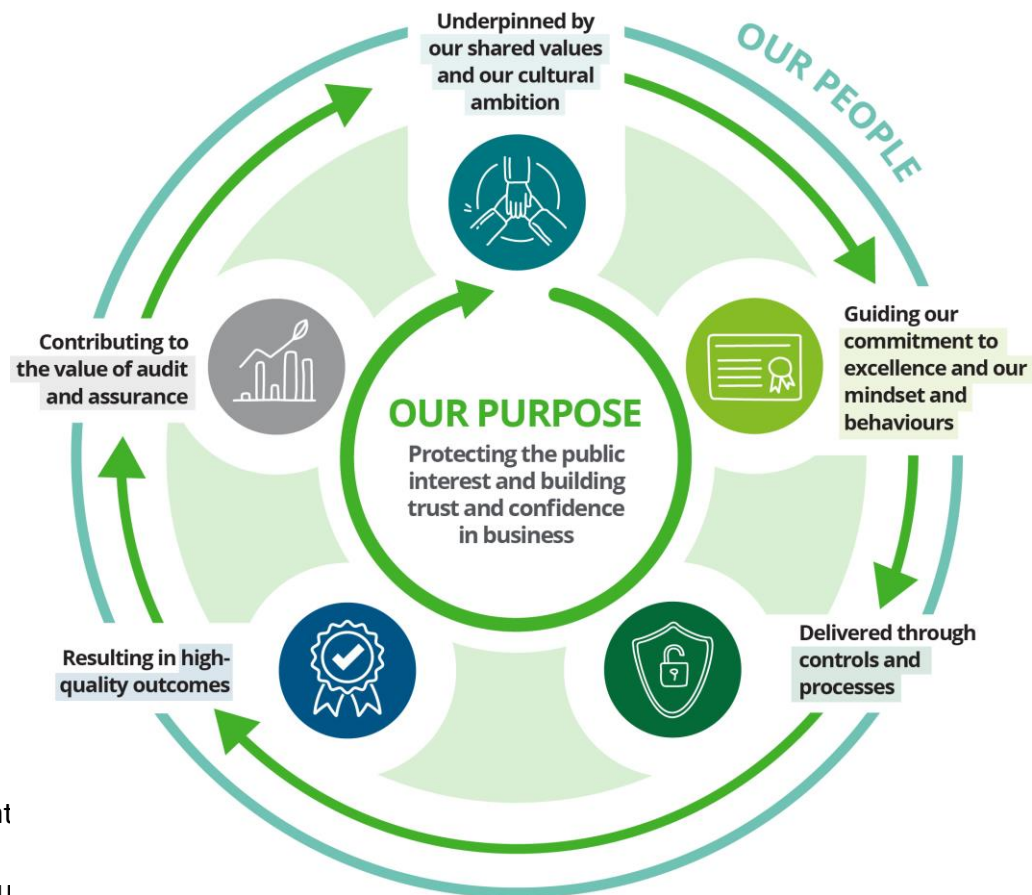 Underpinned by
our shared values
and our cultural
ambition
OUR PEOPLE
Guiding our
commitment to
excellence and our
mindset and
behaviours
Delivered through
controls and
processes
Resulting in high-
quality outcomes
Contributing to
the value of audit
and assurance
OUR PURPOSE
Protecting the public
interest and building
trust and confidence
in business